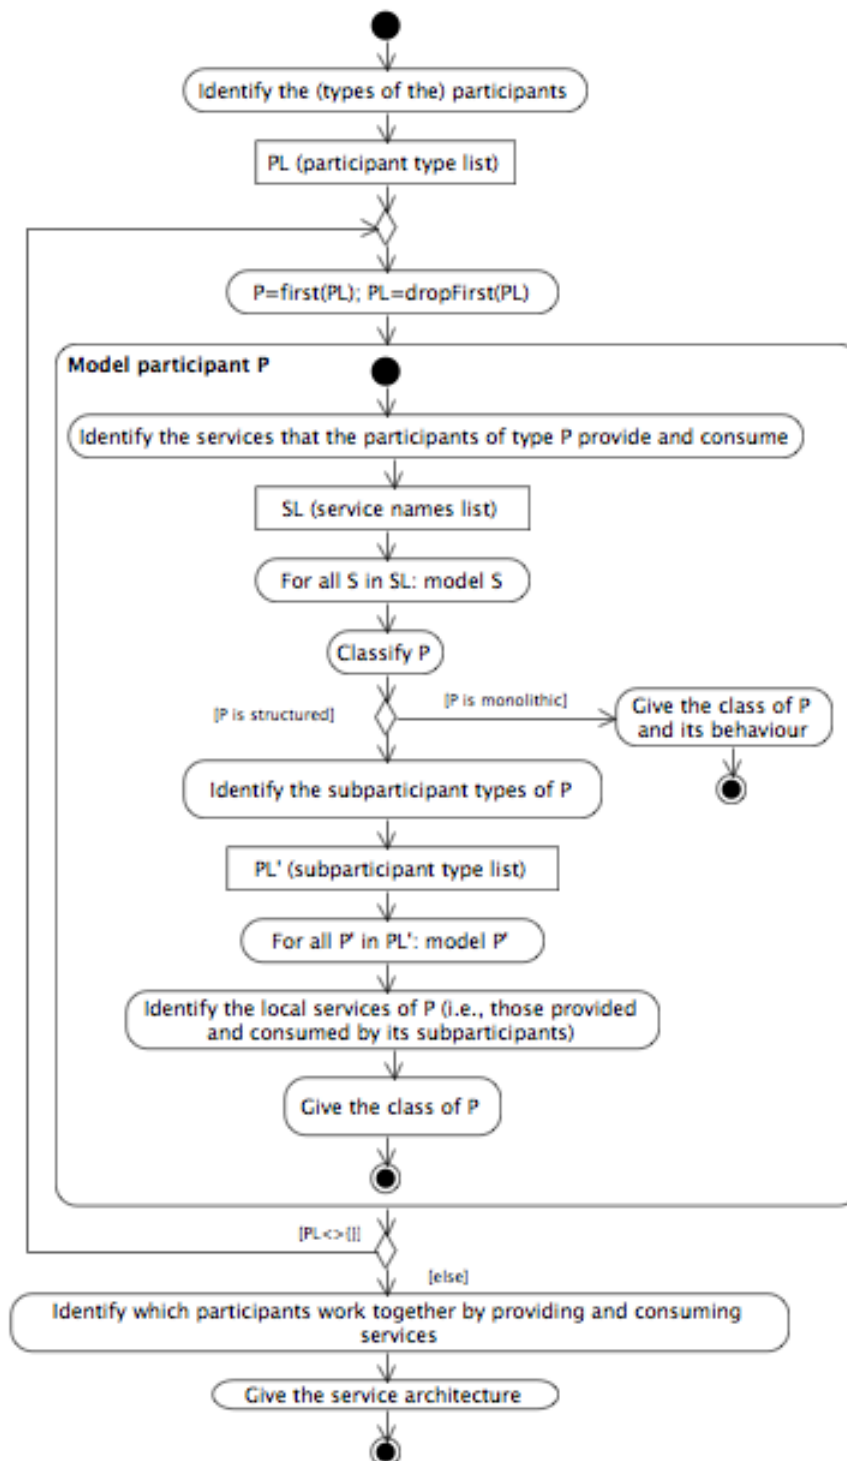 Identify the (types of the) participants
PL (participant type list)
P=first(PL); PL=dropFirst(PL)
Model participant P
Identify the services that the participants of type P provide and consume
SL (service names list)
For all S in SL: model S
Classify P
[P is structured]
[P is monolithic]
Give the class of P
and its behaviour
Identify the subparticipant types of P
PL' (subparticipant type list)
For all P' in PL': model P'
Identify the local services of P (i.e., those provided
and consumed by its subparticipants)
Give the class of P
[PL<>{}]
[else]
Identify which participants work together by providing and consuming
services
Give the service architecture